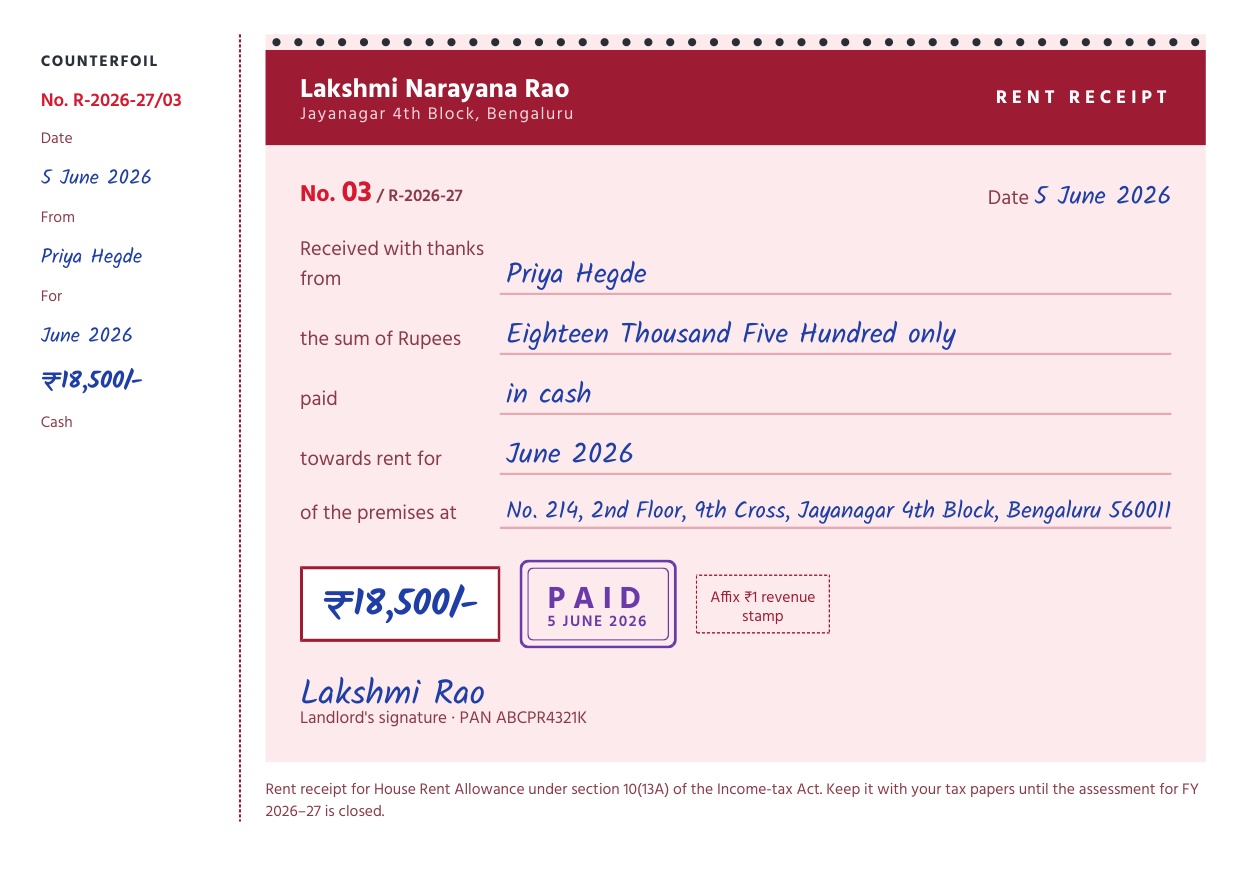 COUNTERFOIL
No. R-2026-27/03
Date
5 June 2026
From
Priya Hegde
For
June 2026
₹18,500/-
Cash
Lakshmi Narayana Rao
Jayanagar 4th Block, Bengaluru
RENT RECEIPT
No. 03 / R-2026-27
Date 5 June 2026
Received with thanks
from Priya Hegde
the sum of Rupees Eighteen Thousand Five Hundred only
paid in cash
towards rent for June 2026
of the premises at No. 214, 2nd Floor, 9th Cross, Jayanagar 4th Block, Bengaluru 560011
₹18,500/-
PAID
5 JUNE 2026
Affix ₹1 revenue
stamp
Lakshmi Rao
Landlord's signature · PAN ABCPR4321K
Rent receipt for House Rent Allowance under section 10(13A) of the Income-tax Act. Keep it with your tax papers until the assessment for FY
2026–27 is closed.